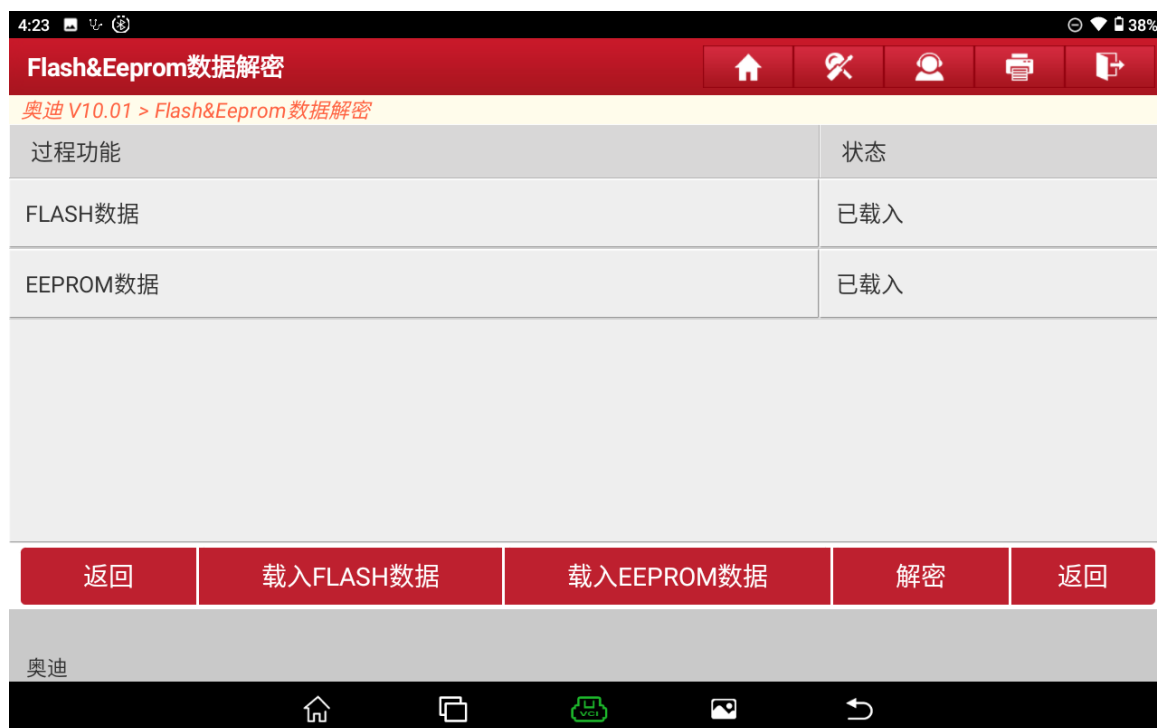 4:23 38%
Flash&Eeprom数据解密
奥迪 V10.01 > Flash&Eeprom数据解密
过程功能 状态
FLASH数据 已载入
EEPROM数据 已载入
返回 载入FLASH数据 载入EEPROM数据 解密 返回
奥迪
VCI